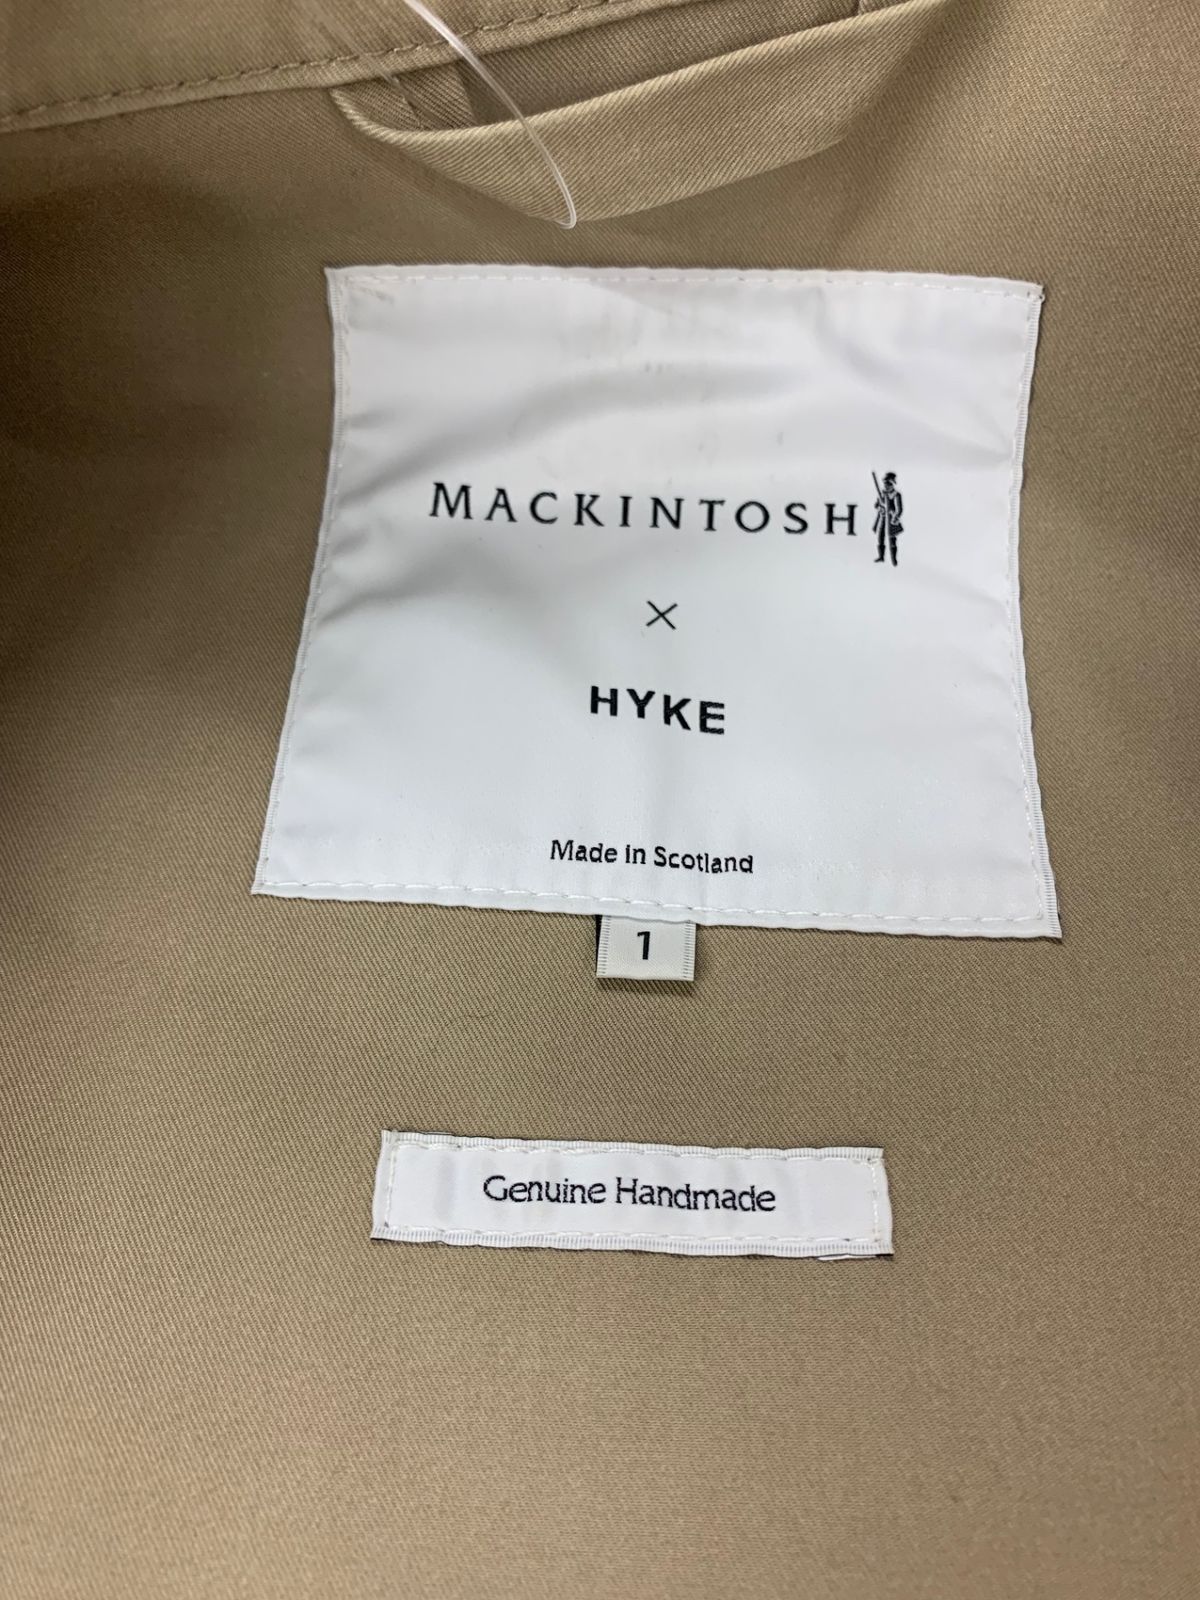 MACKINTOSH
×
HYKE
Made in Scotland
1
Genuine Handmade